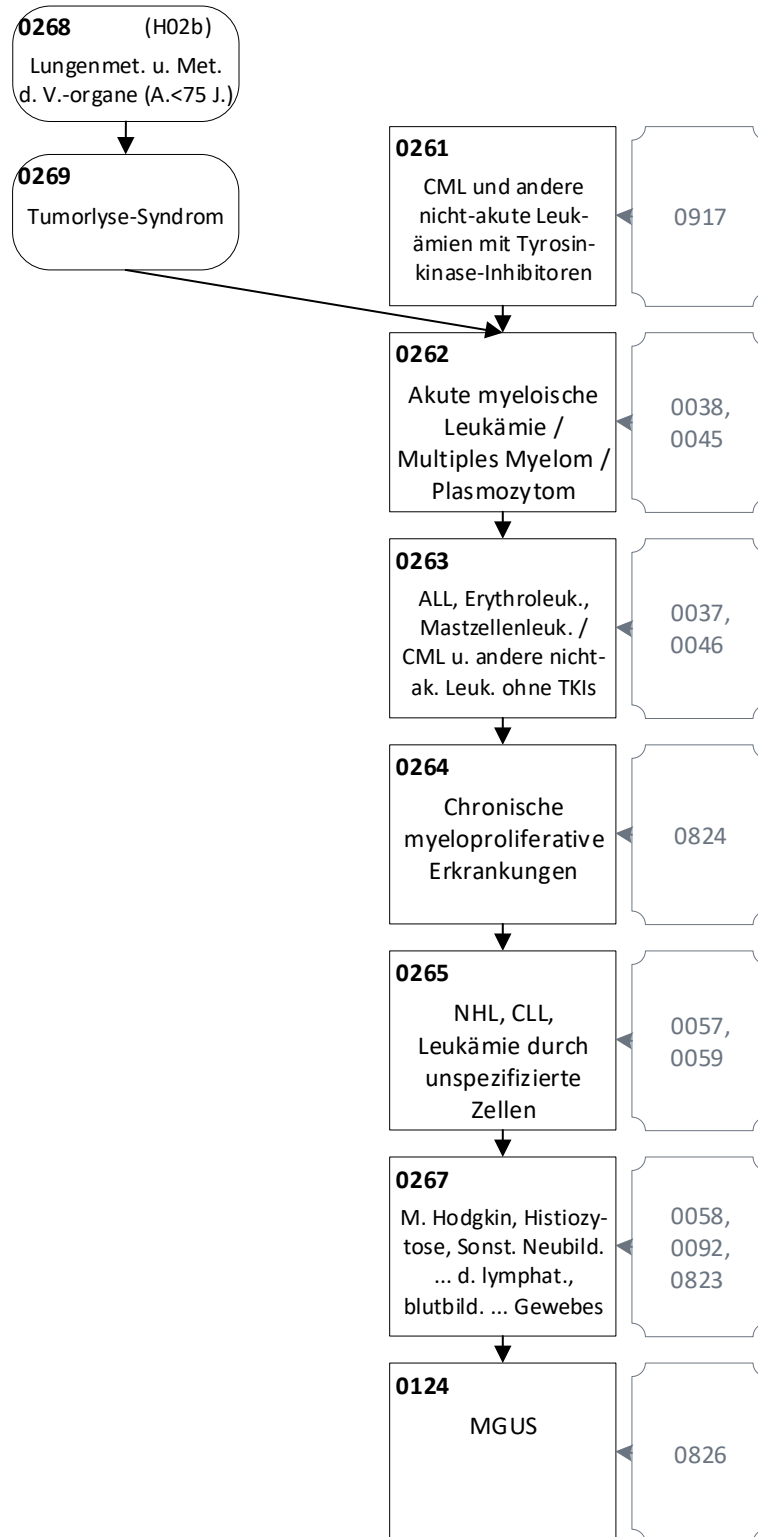 0268 (H02b)
Lungenmet. u. Met.
d. V.-organe (A.<75 J.)
0269
Tumorlyse-Syndrom
0261
CML und andere
nicht-akute Leuk-
ämien mit Tyrosin-
kinase-Inhibitoren
0917
0262
Akute myeloische
Leukämie /
Multiples Myelom /
Plasmozytom
0038,
0045
0263
ALL, Erythroleuk.,
Mastzellenleuk. /
CML u. andere nicht-
ak. Leuk. ohne TKIs
0037,
0046
0264
Chronische
myeloproliferative
Erkrankungen
0824
0265
NHL, CLL,
Leukämie durch
unspezifizierte
Zellen
0057,
0059
0267
M. Hodgkin, Histiozy-
tose, Sonst. Neubild.
... d. lymphat.,
blutbild. ... Gewebes
0058,
0092,
0823
0124
MGUS
0826